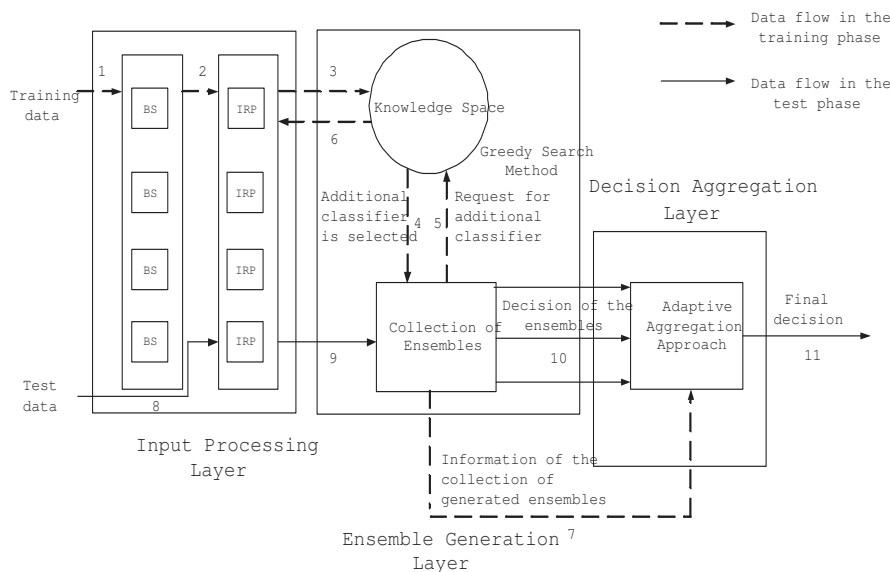 Data flow in the
training phase
Data flow in the
test phase
1
2
3
Training
data
BS
IRP
Knowledge Space
6
Greedy Search
Method
BS
IRP
Additional
classifier
is selected
4
5
Request for
additional
classifier
Decision Aggregation
Layer
BS
IRP
BS
IRP
9
Collection of
Ensembles
Decision of the
ensembles
10
Adaptive
Aggregation
Approach
Final
decision
11
Test
data
8
Input Processing
Layer
Information of the
collection of
generated ensembles
7
Ensemble Generation
Layer